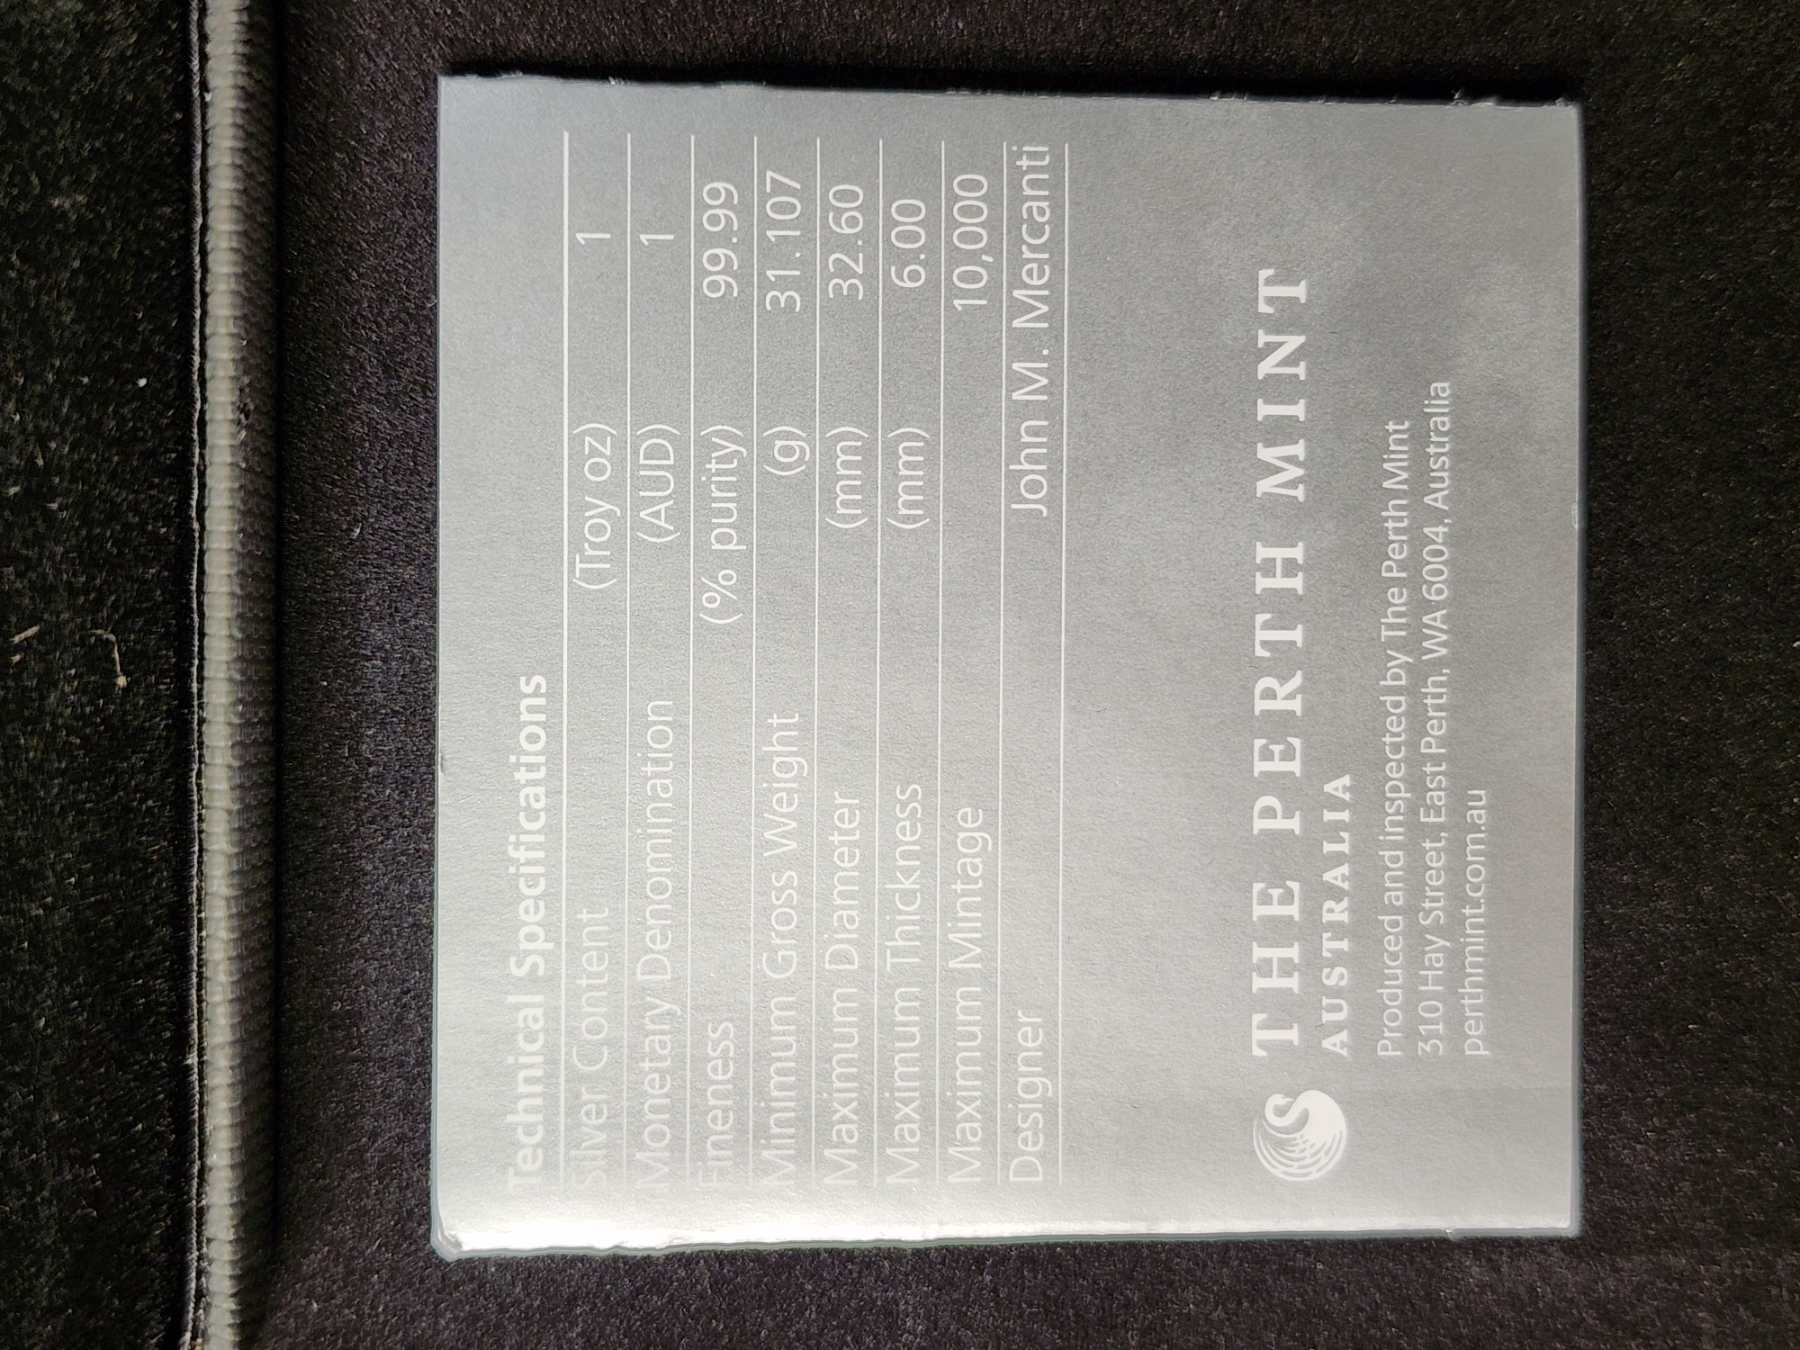 Technical Specifications
Silver Content (Troy oz) 1
Monetary Denomination (AUD) 1
Fineness (% purity) 99.99
Minimum Gross Weight (g) 31.107
Maximum Diameter (mm) 32.60
Maximum Thickness (mm) 6.00
Maximum Mintage 10,000
Designer John M. Mercanti
THE PERTH MINT
AUSTRALIA
Produced and inspected by The Perth Mint
310 Hay Street, East Perth, WA 6004, Australia
perthmint.com.au